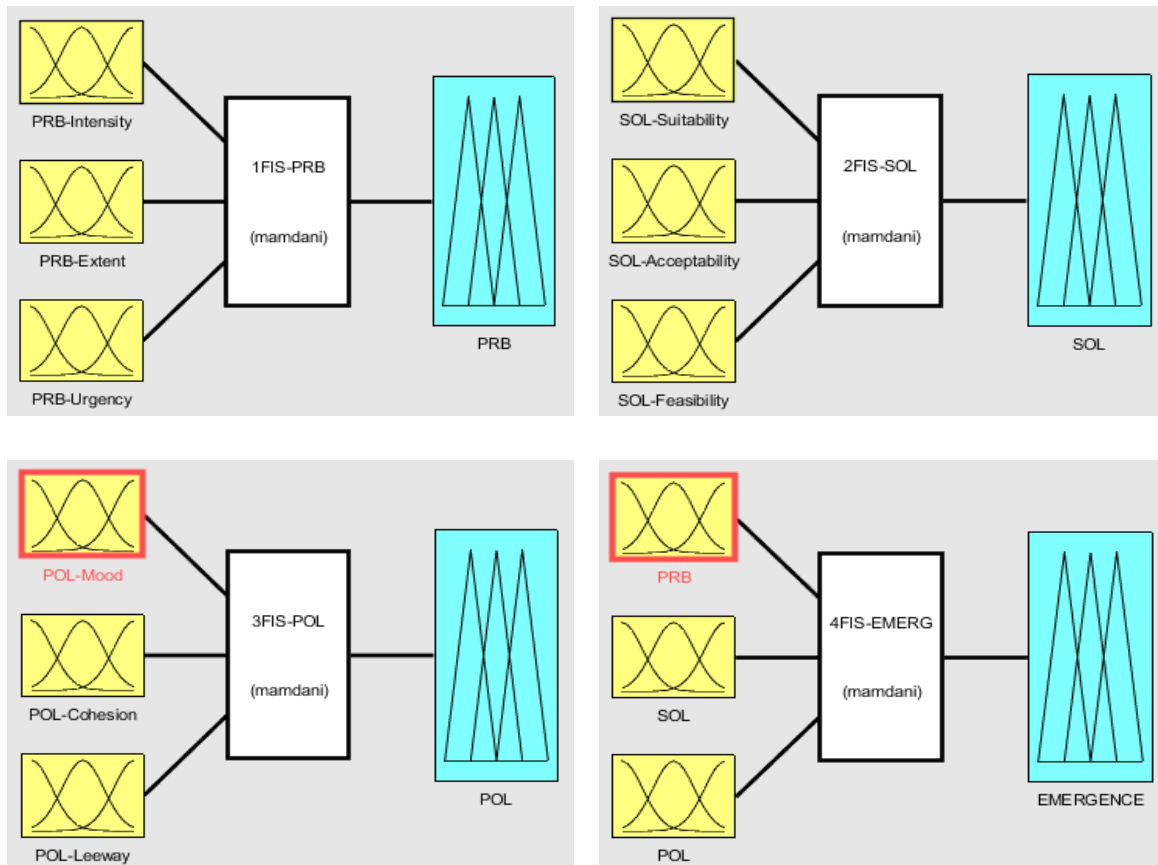 PRB-Intensity
PRB-Extent
PRB-Urgency
1FIS-PRB
(mamdani)
PRB
SOL-Suitability
SOL-Acceptability
SOL-Feasibility
2FIS-SOL
(mamdani)
SOL
POL-Mood
POL-Cohesion
POL-Leeway
3FIS-POL
(mamdani)
POL
PRB
SOL
POL
4FIS-EMERG
(mamdani)
EMERGENCE